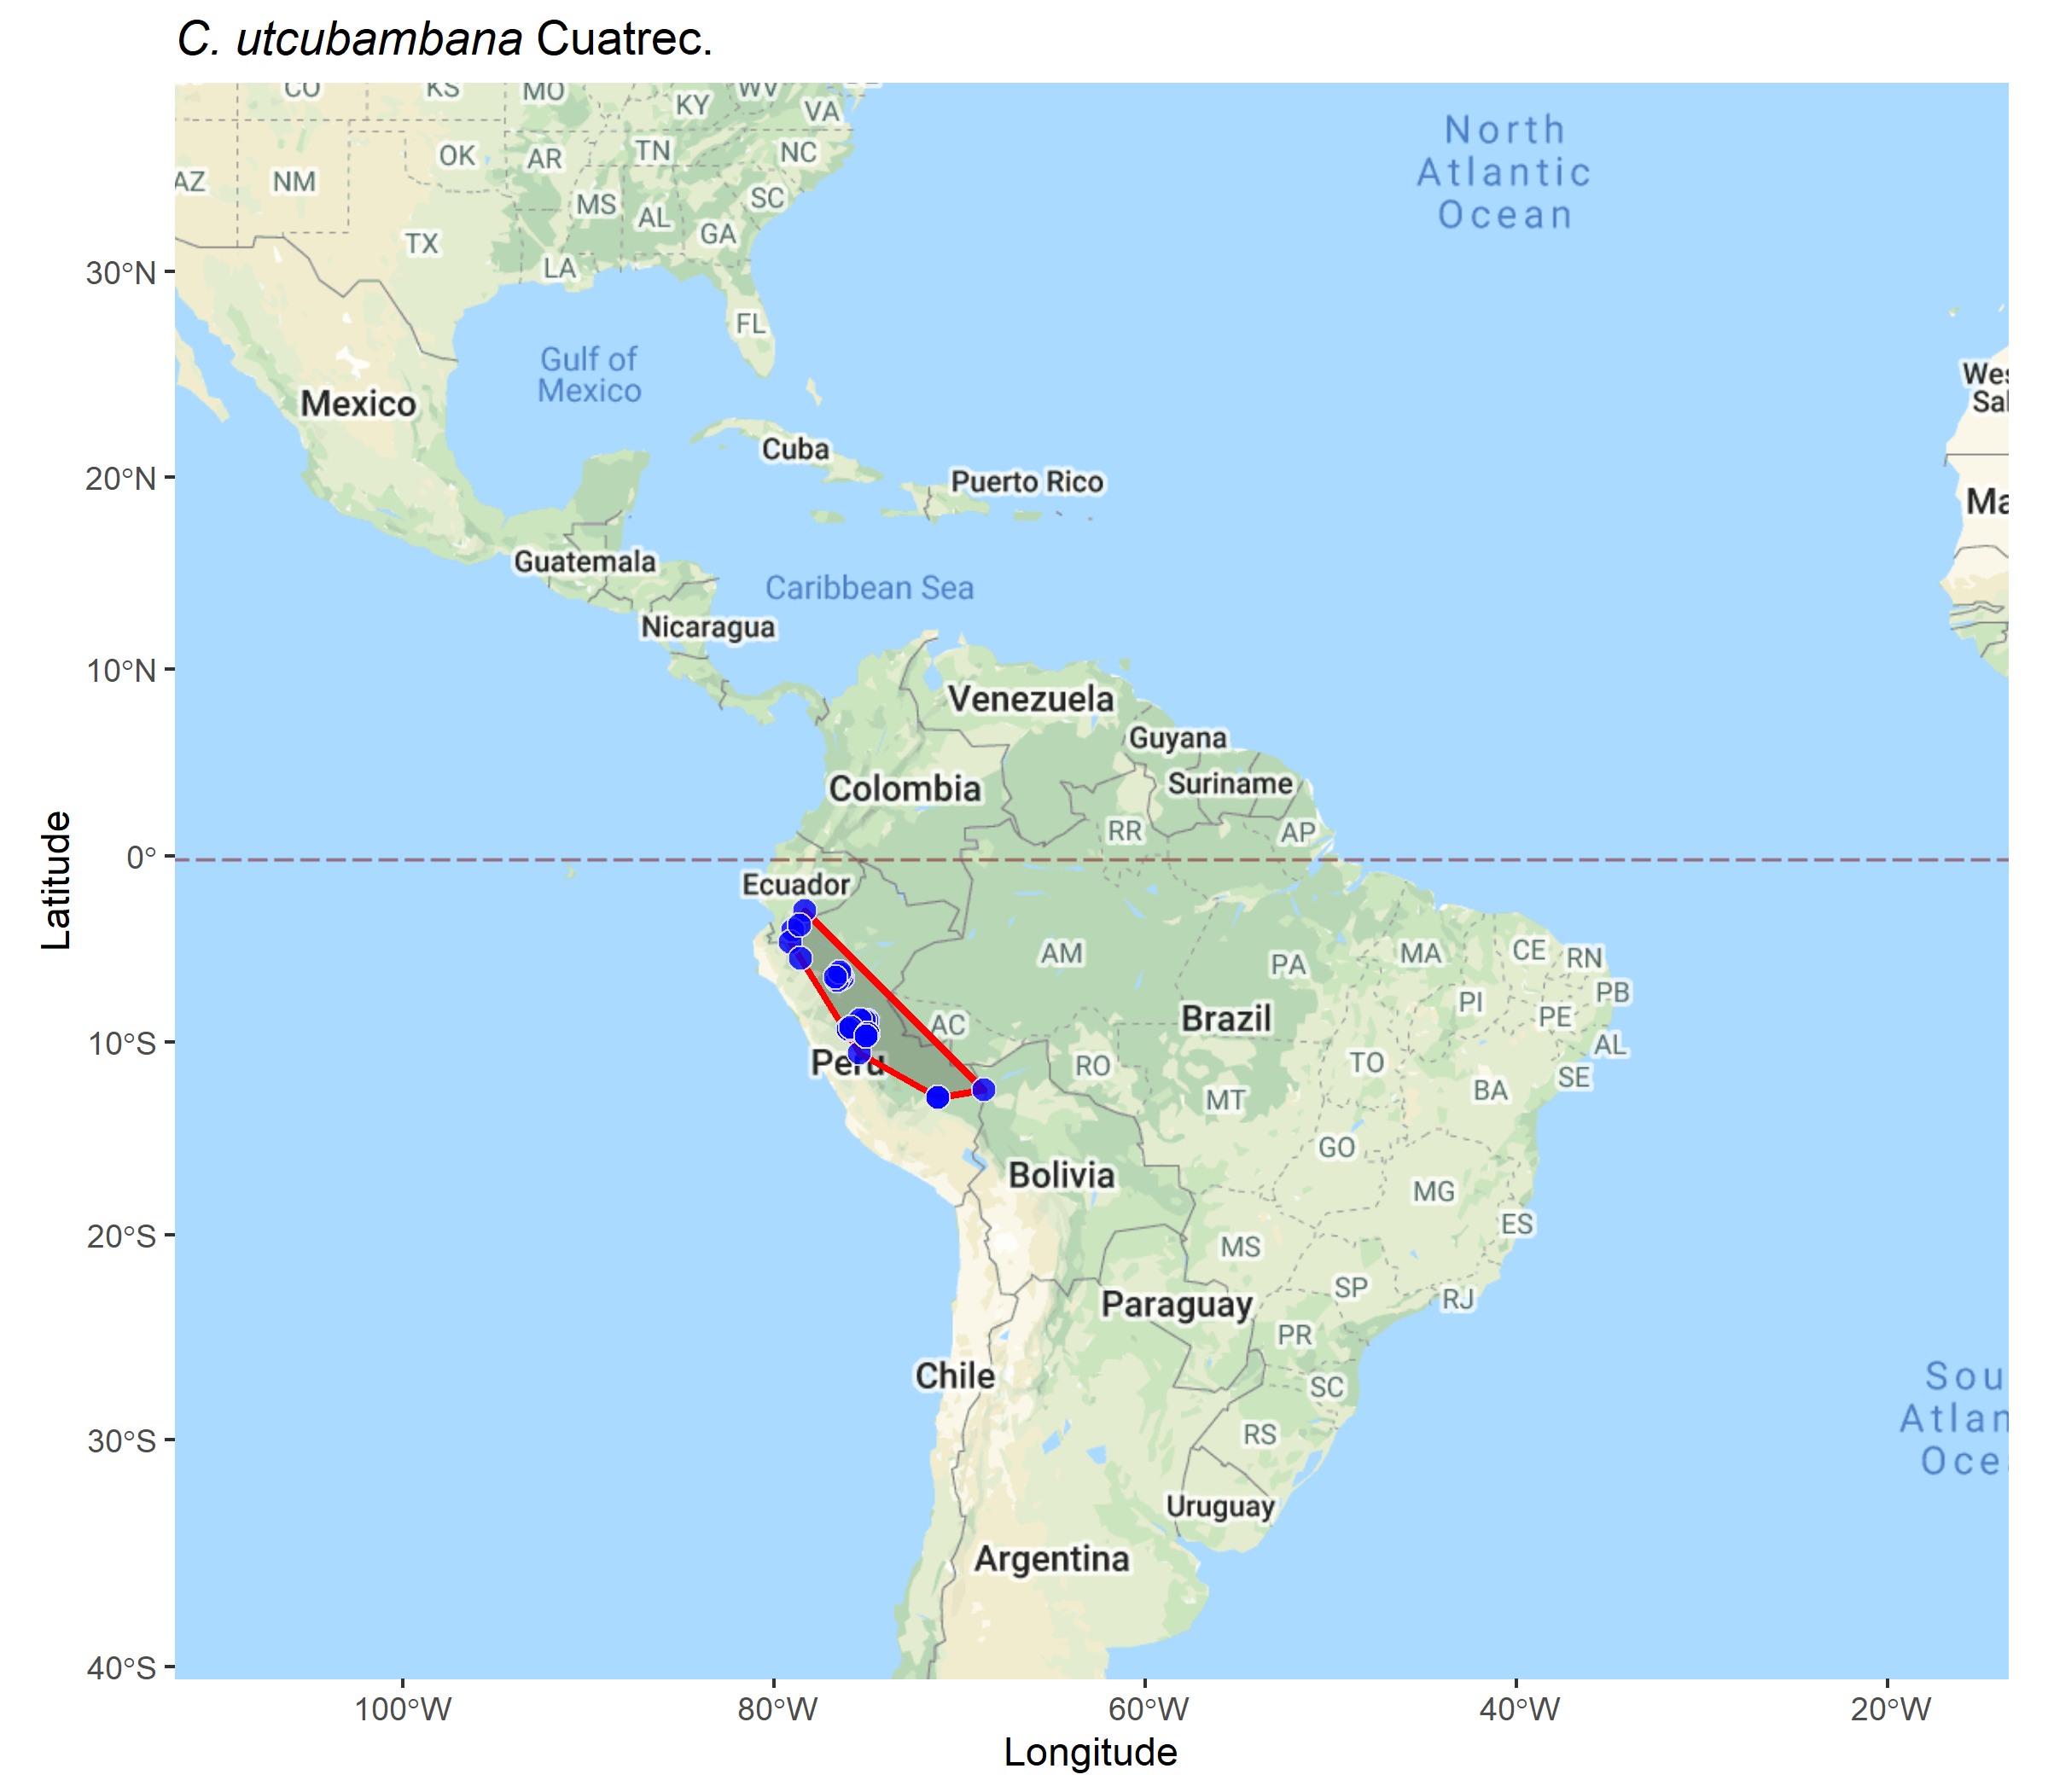 C. utcubambana Cuatrec.
CO
KS
MO
KY
WV
VA
OK
AR
TN
NC
AZ
NM
MS
AL
SC
GA
TX
LA
FL
North
Atlantic
Ocean
30°N
Gulf of
Mexico
Mexico
Cuba
20°N
Puerto Rico
Guatemala
Caribbean Sea
Nicaragua
10°N
Venezuela
Guyana
Colombia
Suriname
RR
AP
0°
Ecuador
Latitude
AM
PA
MA
CE
RN
PB
PI
PE
AC
Brazil
10°S
AL
Peru
RO
TO
SE
BA
MT
GO
Bolivia
MG
20°S
ES
MS
SP
RJ
Paraguay
PR
Chile
SC
Sou
Atlan
Oce
30°S
RS
Uruguay
Argentina
40°S
Wes
Sal
Ma
100°W
80°W
60°W
40°W
20°W
Longitude